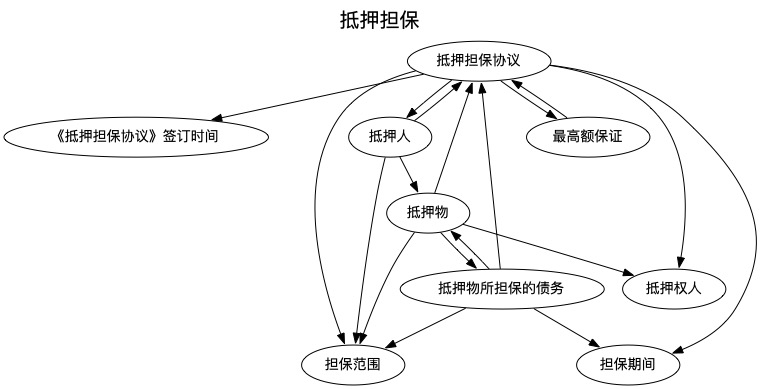 抵押担保
抵押担保协议
《抵押担保协议》签订时间
抵押人
最高额保证
抵押物
抵押物所担保的债务
抵押权人
担保范围
担保期间